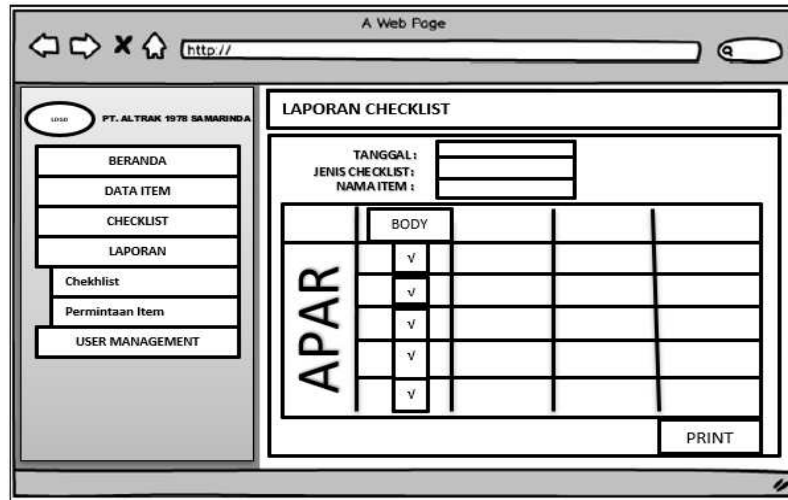 A Web Page
http://
LOGO
PT. ALTRAK 1978 SAMARINDA
BERANDA
DATA ITEM
CHECKLIST
LAPORAN
Chekhlist
Permintaan Item
USER MANAGEMENT
LAPORAN CHECKLIST
TANGGAL :
JENIS CHECKLIST:
NAMA ITEM :
BODY
APAR
√
√
√
√
√
PRINT